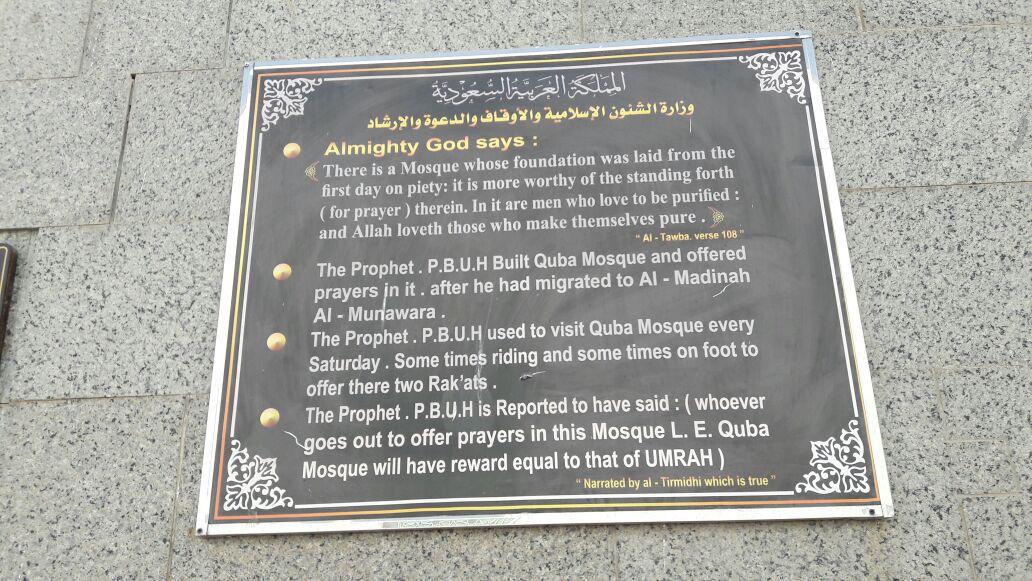 المملكة العربية السعودية
وزارة الشئون الإسلامية والأوقاف والدعوة والإرشاد
Almighty God says :
There is a Mosque whose foundation was laid from the
first day on piety: it is more worthy of the standing forth
( for prayer ) therein. In it are men who love to be purified :
and Allah loveth those who make themselves pure .
“ Al - Tawba. verse 108 ”
The Prophet . P.B.U.H Built Quba Mosque and offered
prayers in it . after he had migrated to Al - Madinah
Al - Munawara .
The Prophet . P.B.U.H used to visit Quba Mosque every
Saturday . Some times riding and some times on foot to
offer there two Rak’ats .
The Prophet . P.B.U.H is Reported to have said : ( whoever
goes out to offer prayers in this Mosque L. E. Quba
Mosque will have reward equal to that of UMRAH )
“ Narrated by al - Tirmidhi which is true ”